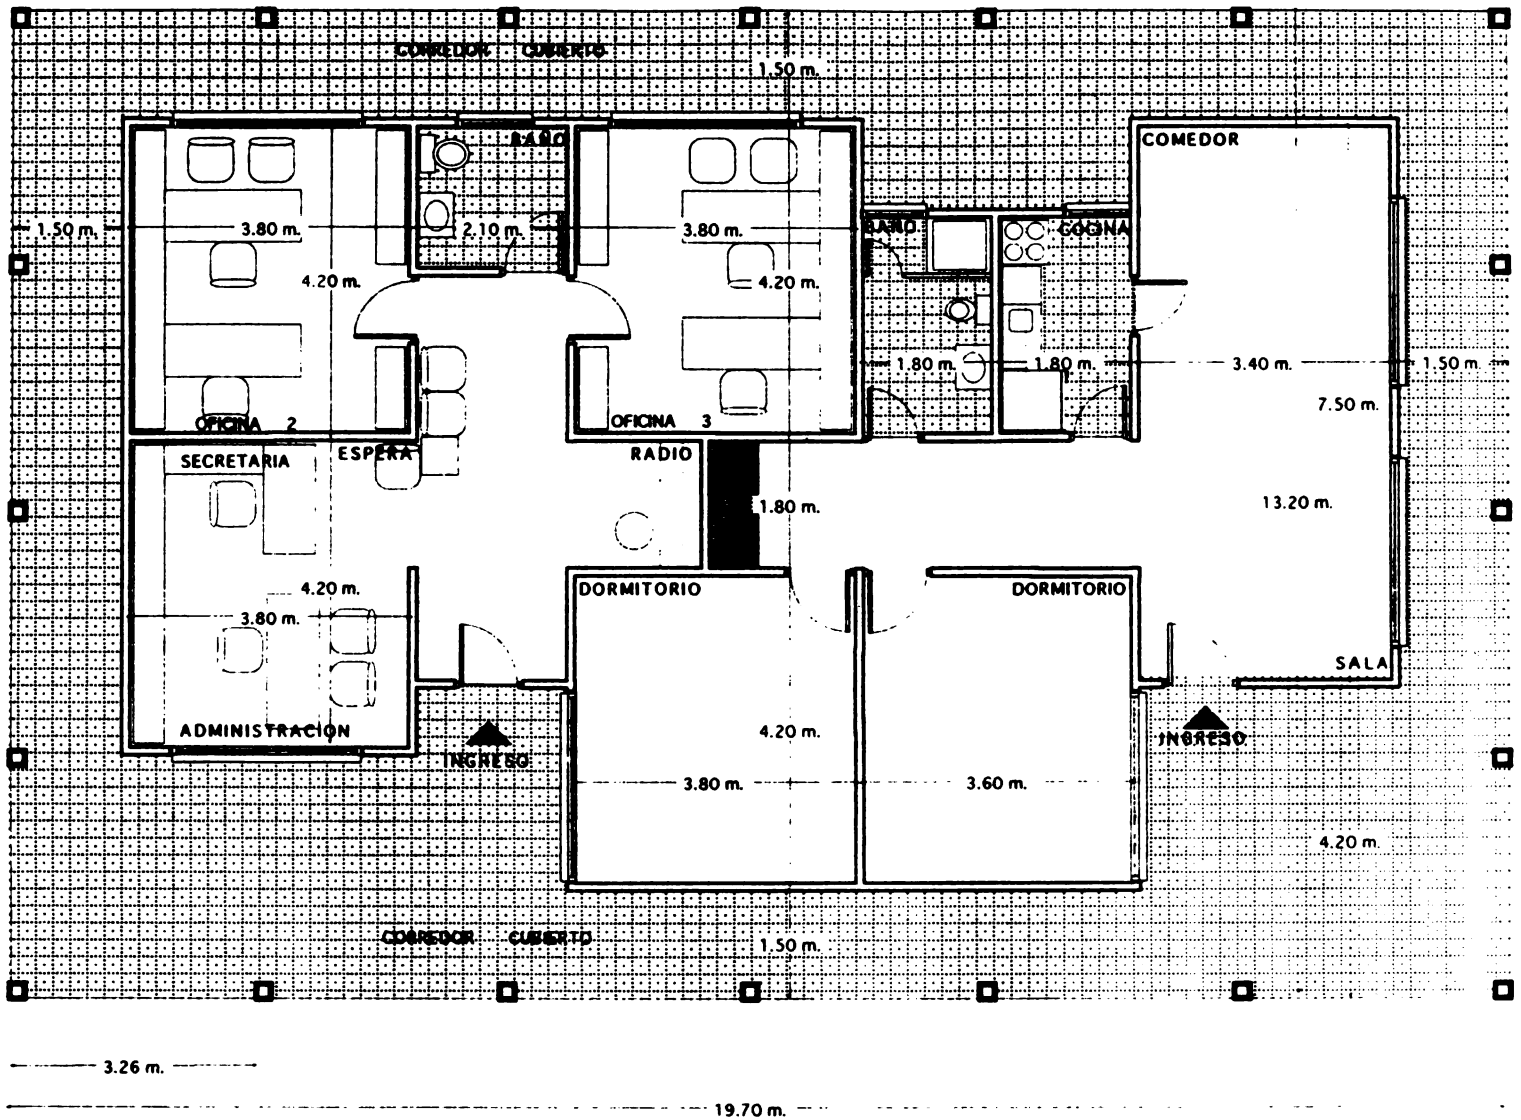 CORREDOR CUBIERTO
1.50 m.
BAÑO
COMEDOR
1.50 m.
3.80 m.
2.10 m.
3.80 m.
BAÑO
COCINA
4.20 m.
4.20 m.
1.80 m.
1.80 m.
3.40 m.
1.50 m.
7.50 m.
OFICINA 2
OFICINA 3
SECRETARIA
ESPERA
RADIO
1.80 m.
13.20 m.
4.20 m.
DORMITORIO
DORMITORIO
3.80 m.
SALA
ADMINISTRACION
4.20 m.
INGRESO
INGRESO
3.80 m.
3.60 m.
4.20 m.
CORREDOR CUBIERTO
1.50 m.
3.26 m.
19.70 m.